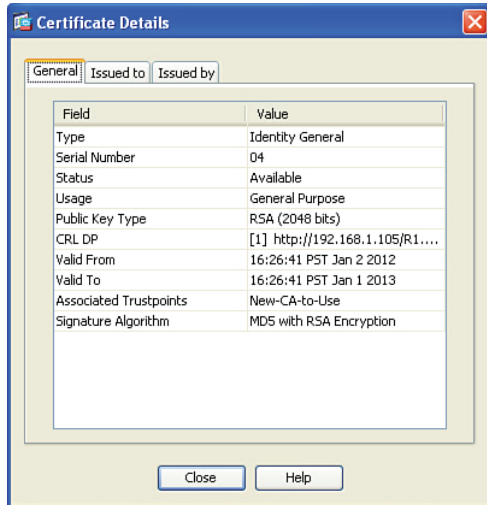 Certificate Details
General Issued to Issued by
Field Value
Type Identity General
Serial Number 04
Status Available
Usage General Purpose
Public Key Type RSA (2048 bits)
CRL DP [1] http://192.168.1.105/R1....
Valid From 16:26:41 PST Jan 2 2012
Valid To 16:26:41 PST Jan 1 2013
Associated Trustpoints New-CA-to-Use
Signature Algorithm MD5 with RSA Encryption
Close Help